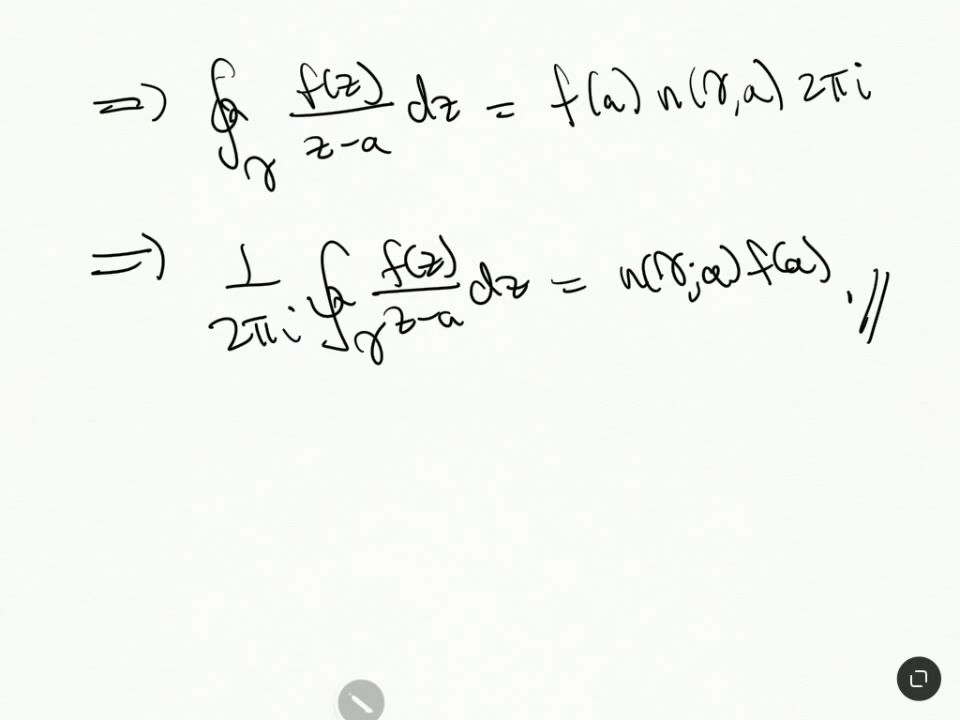 ⇒ ∮_γ f(z)/(z-a) dz = f(a) n(γ,a) 2πi
⇒ 1/(2πi) ∮_γ f(z)/(z-a) dz = n(γ;a) f(a). //